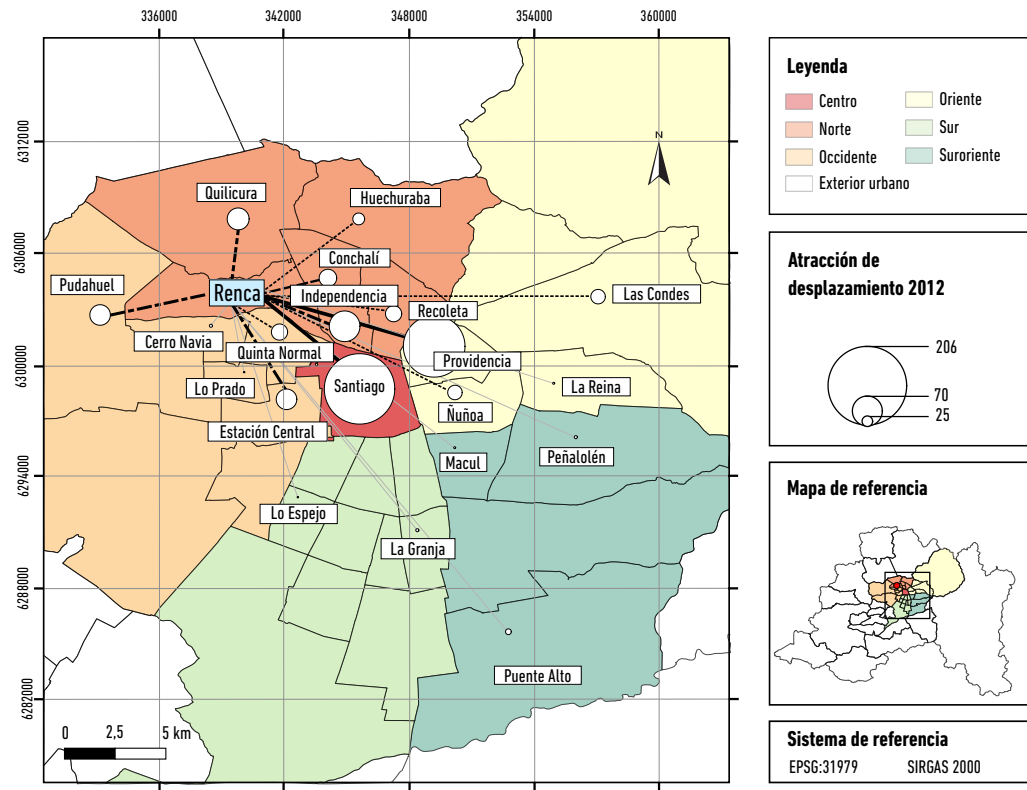 336000
342000
348000
354000
360000
6312000
6306000
6300000
6294000
6288000
6282000
N
Quilicura
Huechuraba
Conchalí
Pudahuel
Renca
Independencia
Las Condes
Recoleta
Cerro Navia
Quinta Normal
Providencia
Lo Prado
Santiago
La Reina
Ñuñoa
Estación Central
Macul
Peñalolén
Lo Espejo
La Granja
Puente Alto
0 2,5 5 km
Leyenda
Centro
Norte
Occidente
Exterior urbano
Oriente
Sur
Suroriente
Atracción de
desplazamiento 2012
206
70
25
Mapa de referencia
Sistema de referencia
EPSG:31979 SIRGAS 2000